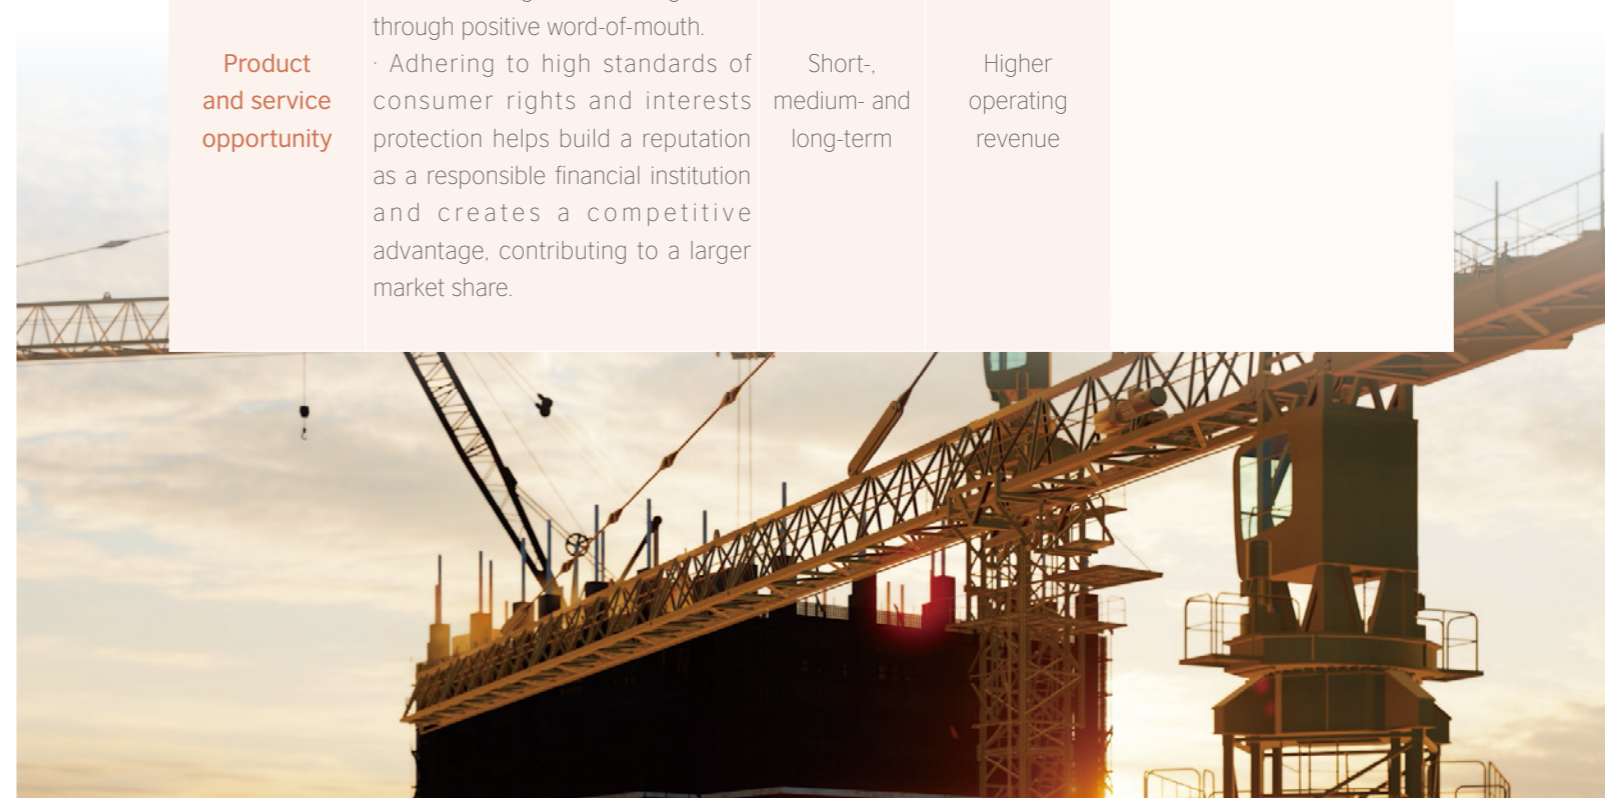 through positive word-of-mouth.
Product
and service
opportunity
· Adhering to high standards of
consumer rights and interests
protection helps build a reputation
as a responsible financial institution
and creates a competitive
advantage, contributing to a larger
market share.
Short-,
medium- and
long-term
Higher
operating
revenue